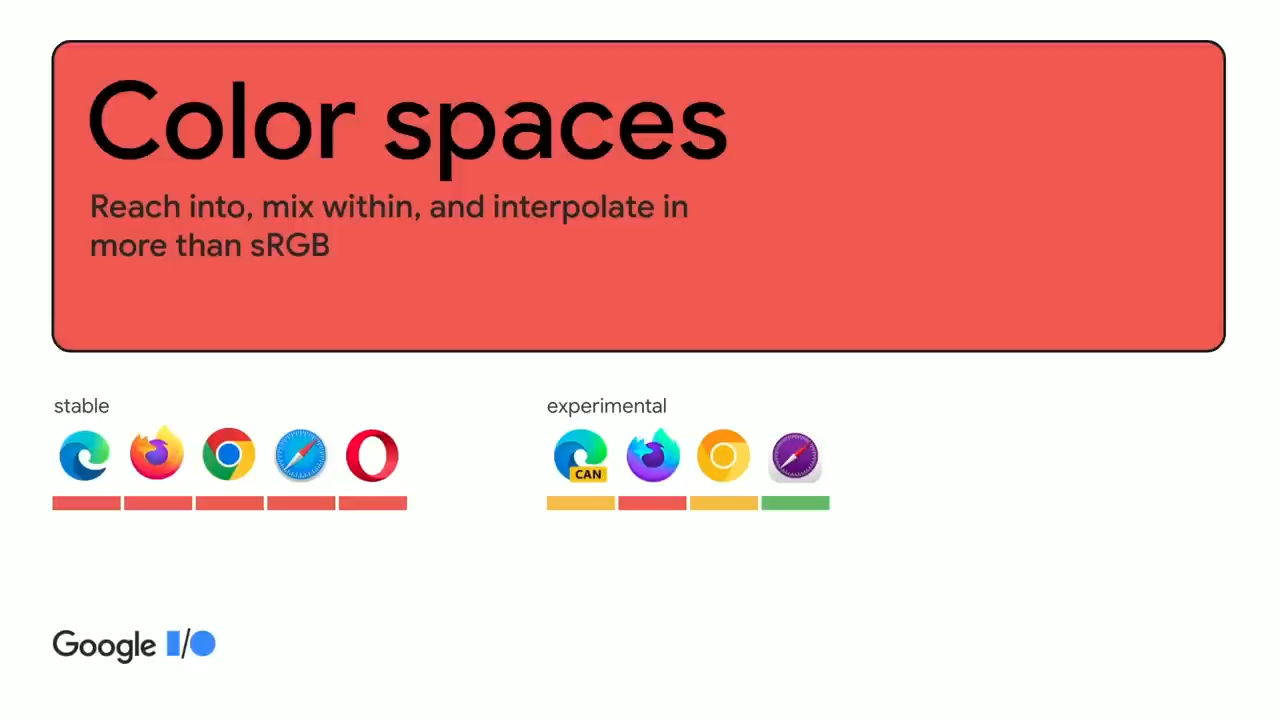 Color spaces
Reach into, mix within, and interpolate in
more than sRGB
stable
experimental
CAN
Google I/O